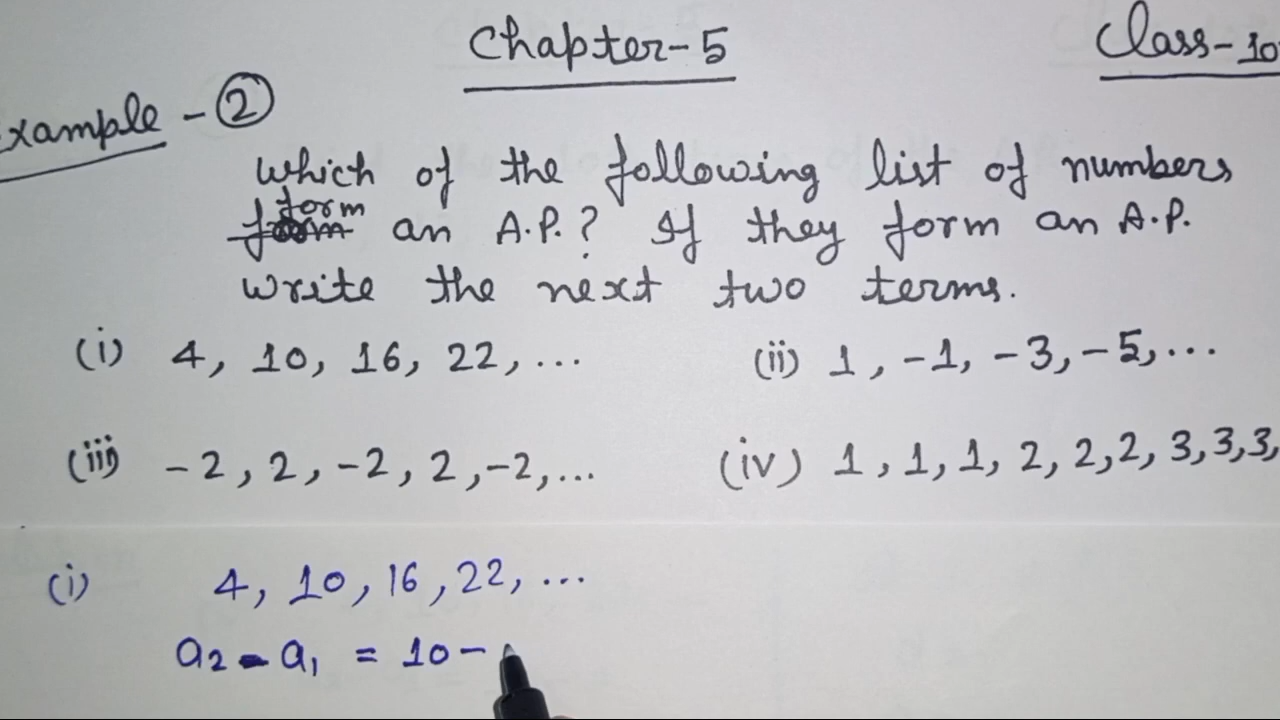 Chapter-5
Class-10
xample - 2
Which of the following list of numbers
form
an A.P.? If they form an A.P.
write the next two terms.
(i) 4, 10, 16, 22, ...
(ii) 1, -1, -3, -5, ...
(iii) -2, 2, -2, 2, -2, ...
(iv) 1, 1, 1, 2, 2, 2, 3, 3, 3,
(i) 4, 10, 16, 22, ...
a2 - a1 = 10 -